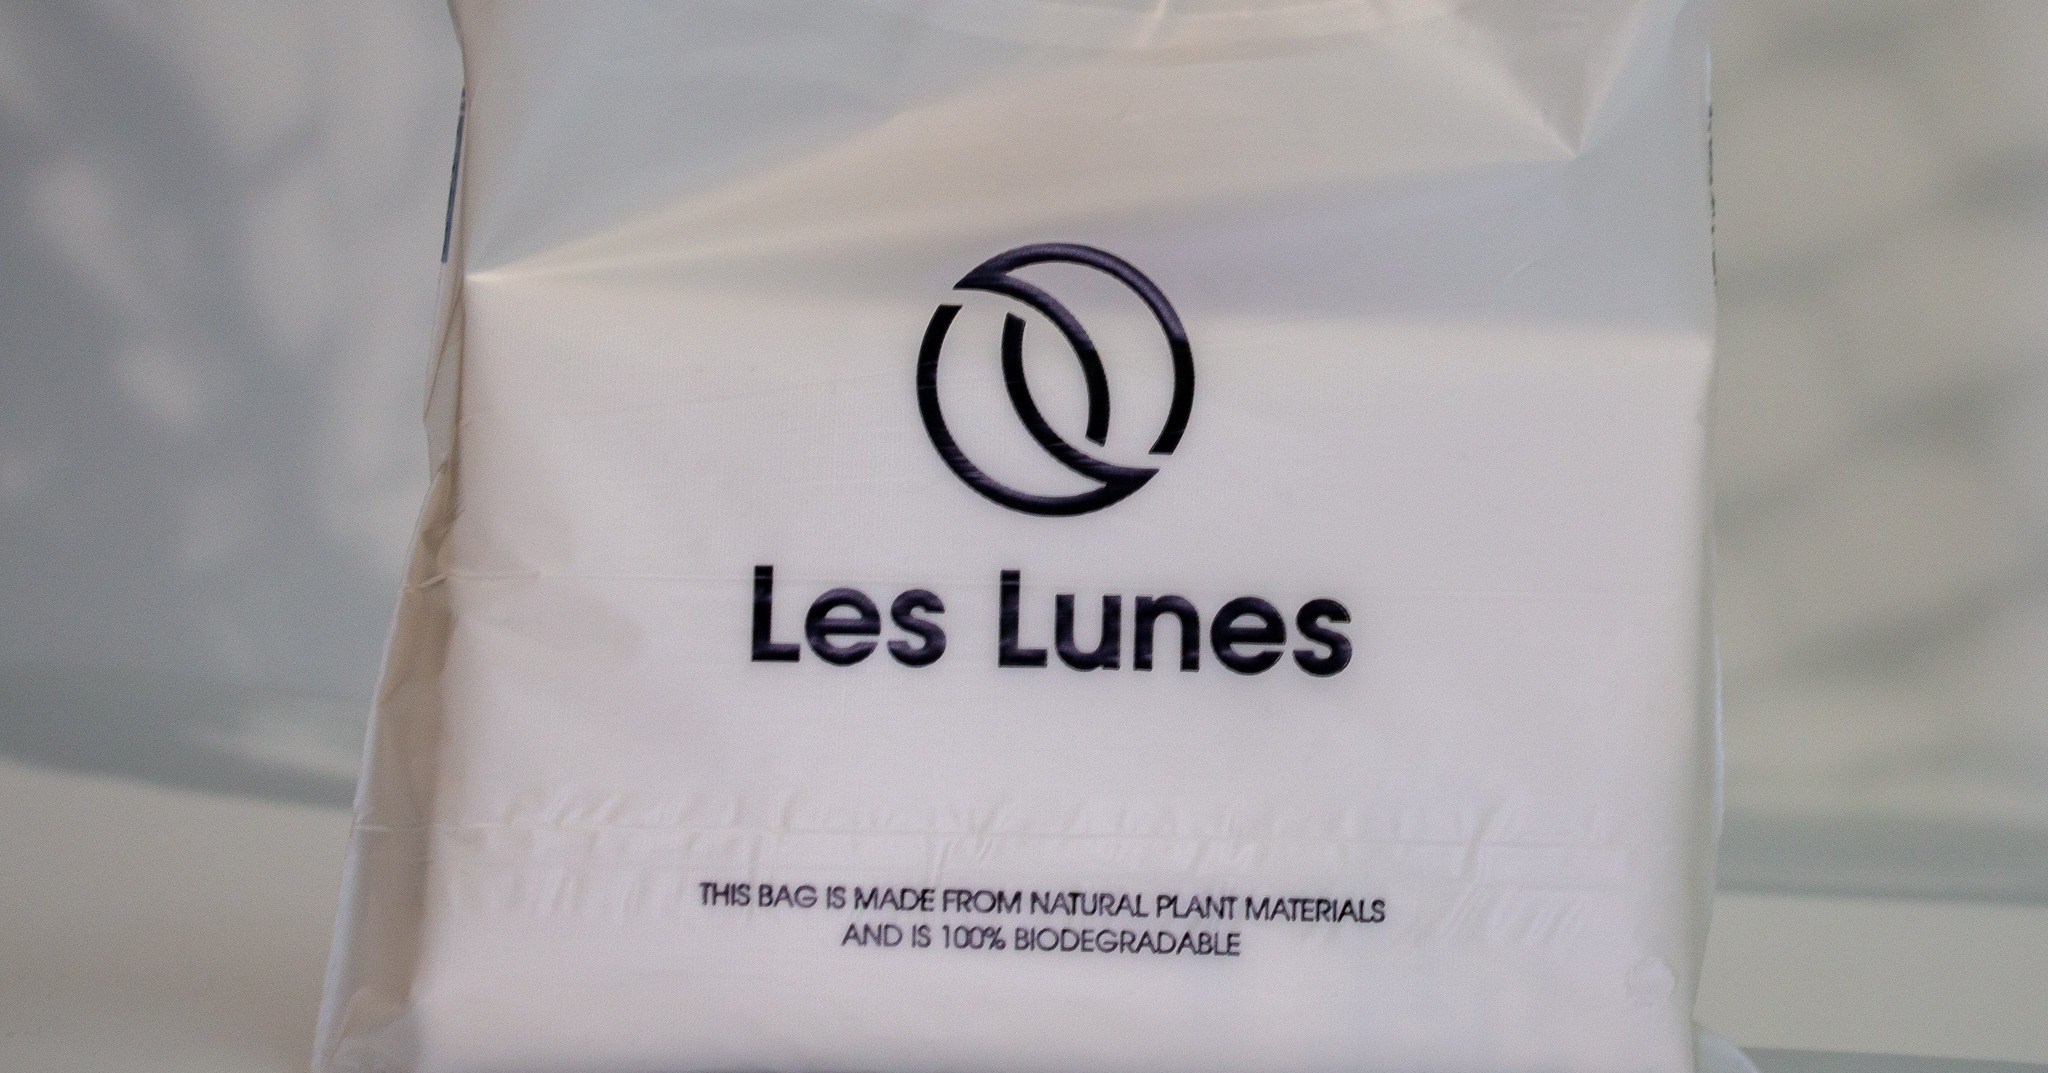 Les Lunes
THIS BAG IS MADE FROM NATURAL PLANT MATERIALS
AND IS 100% BIODEGRADABLE